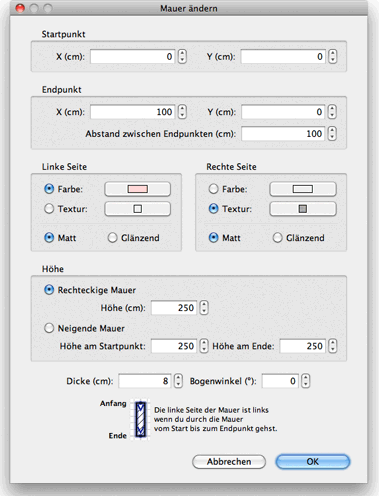 Mauer ändern
Startpunkt
X (cm): 0 Y (cm): 0
Endpunkt
X (cm): 100 Y (cm): 0
Abstand zwischen Endpunkten (cm): 100
Linke Seite Rechte Seite
Farbe: Farbe:
Textur: Textur:
Matt Glänzend Matt Glänzend
Höhe
Rechteckige Mauer
Höhe (cm): 250
Neigende Mauer
Höhe am Startpunkt: 250 Höhe am Ende: 250
Dicke (cm): 8 Bogenwinkel (°): 0
Anfang
Die linke Seite der Mauer ist links
wenn du durch die Mauer
vom Start bis zum Endpunkt gehst.
Ende
Abbrechen OK